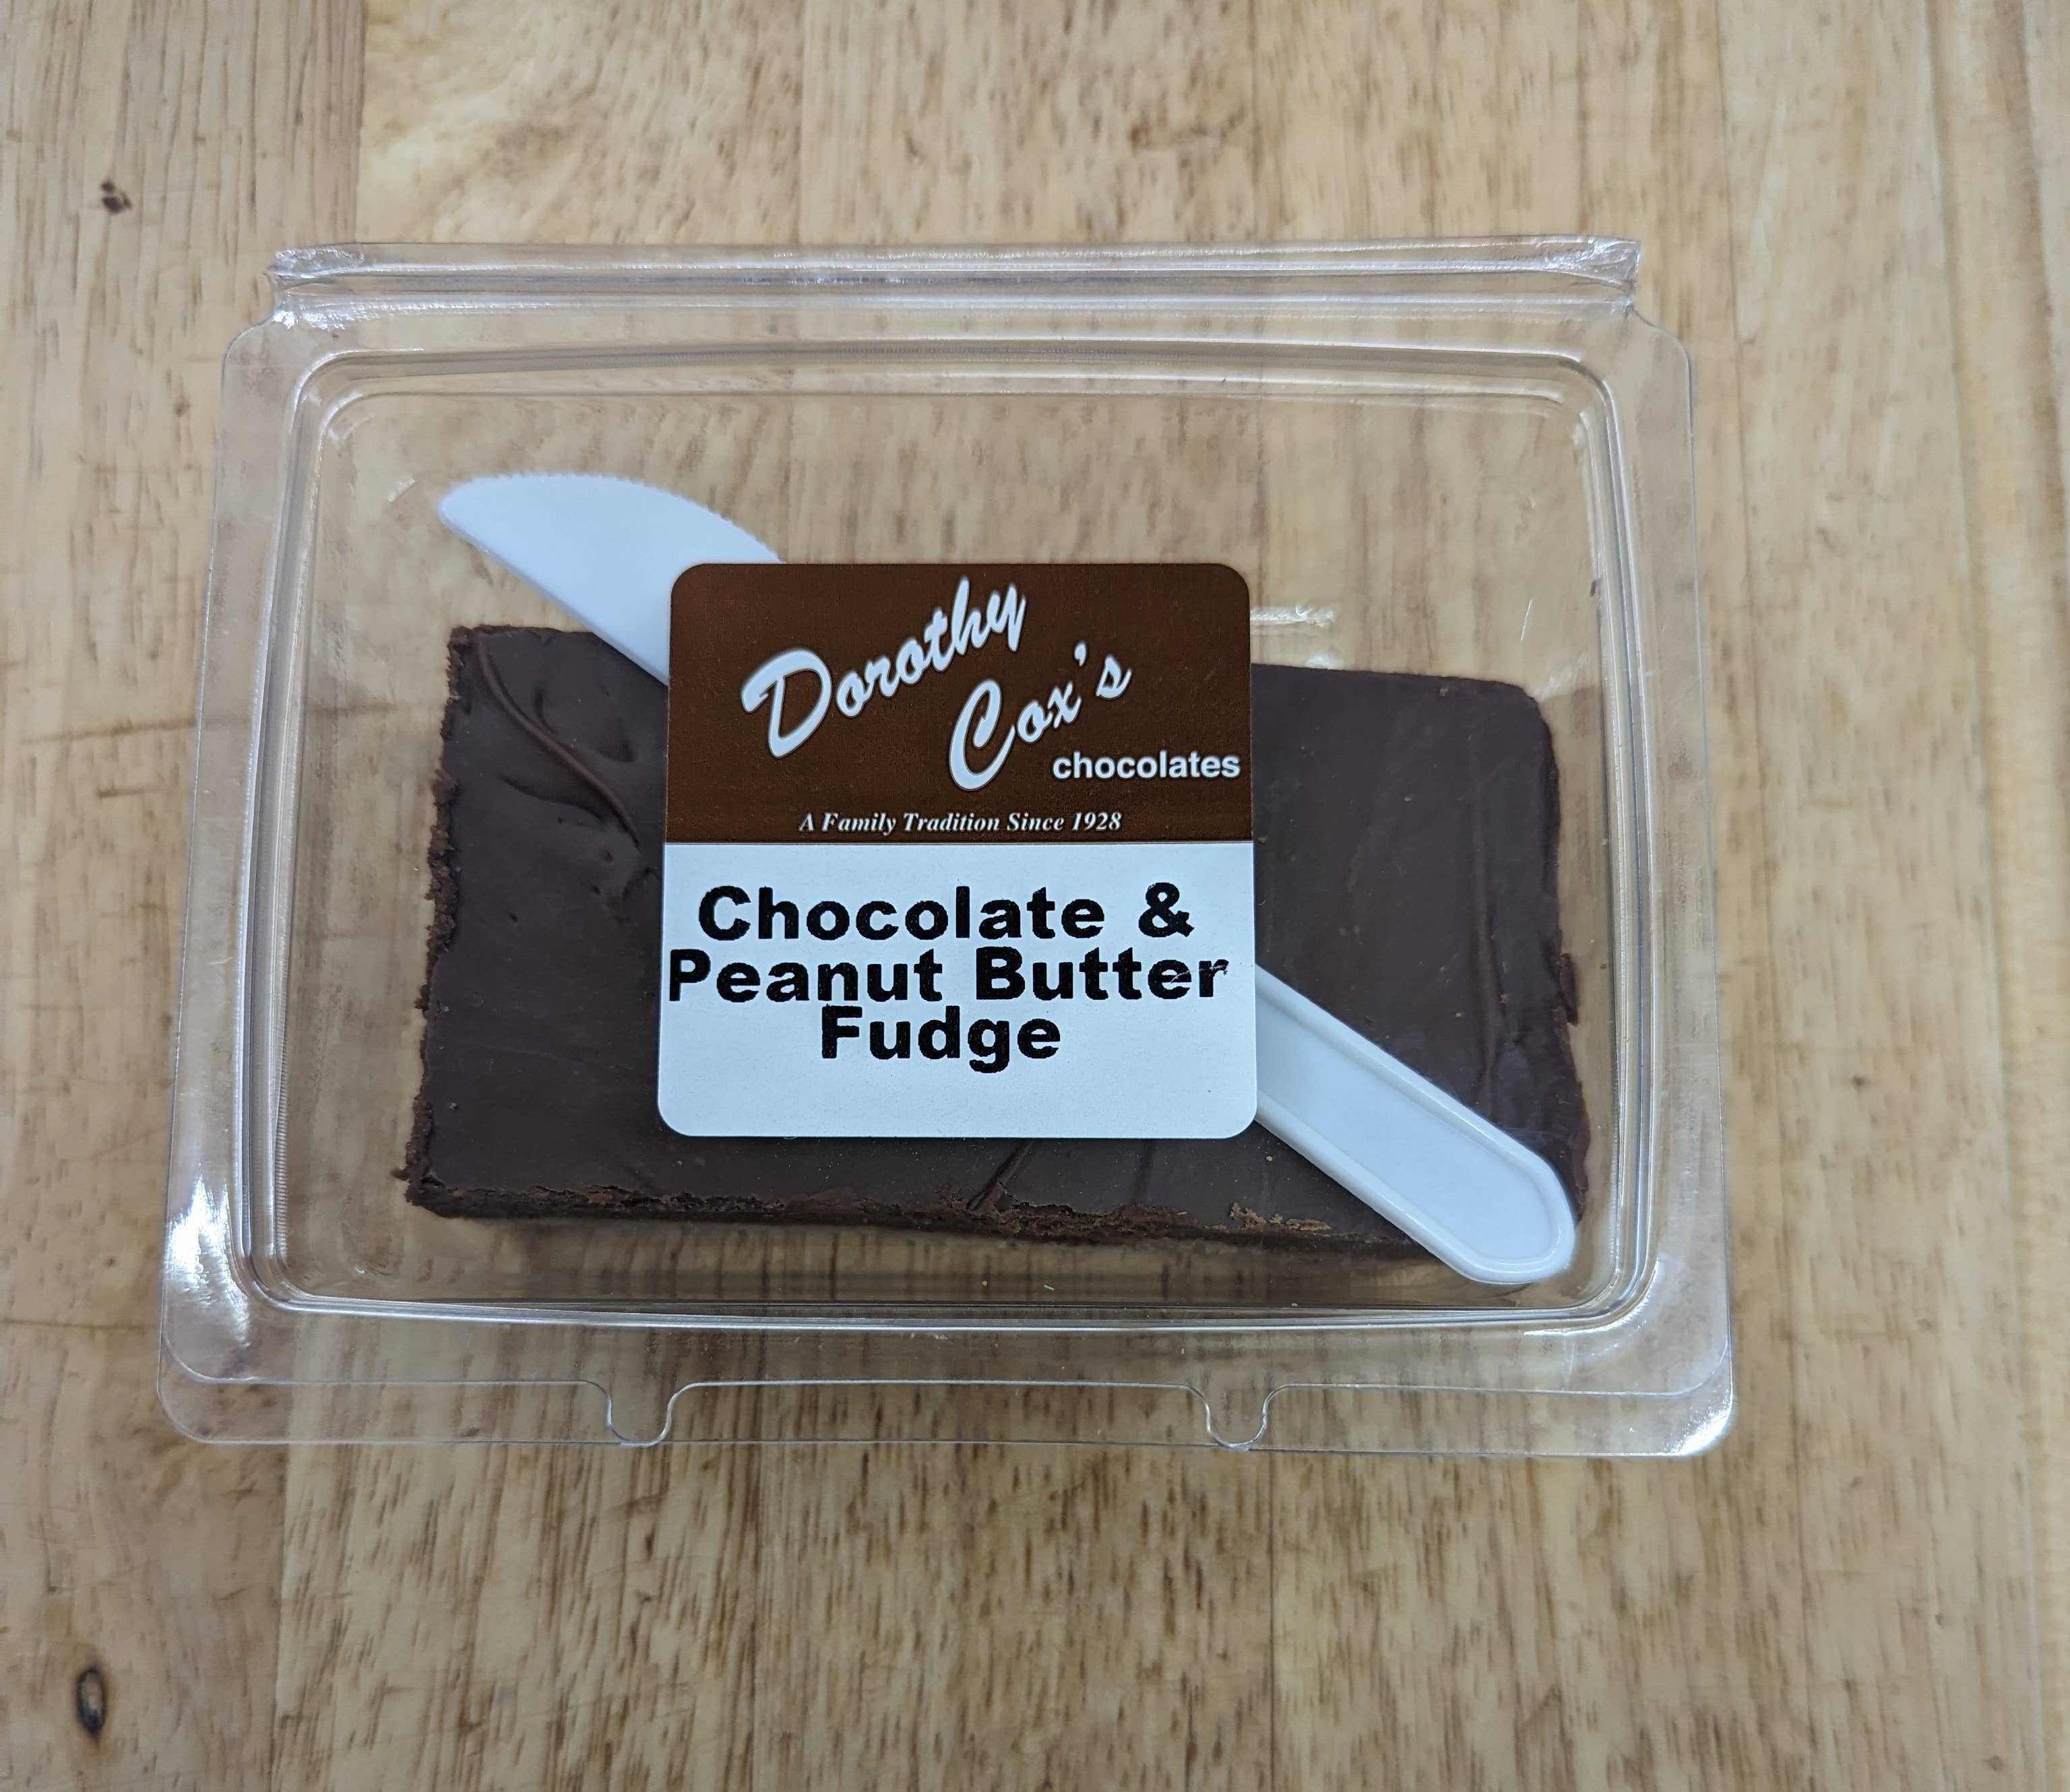 Dorothy
Cox's
chocolates
A Family Tradition Since 1928
Chocolate &
Peanut Butter
Fudge